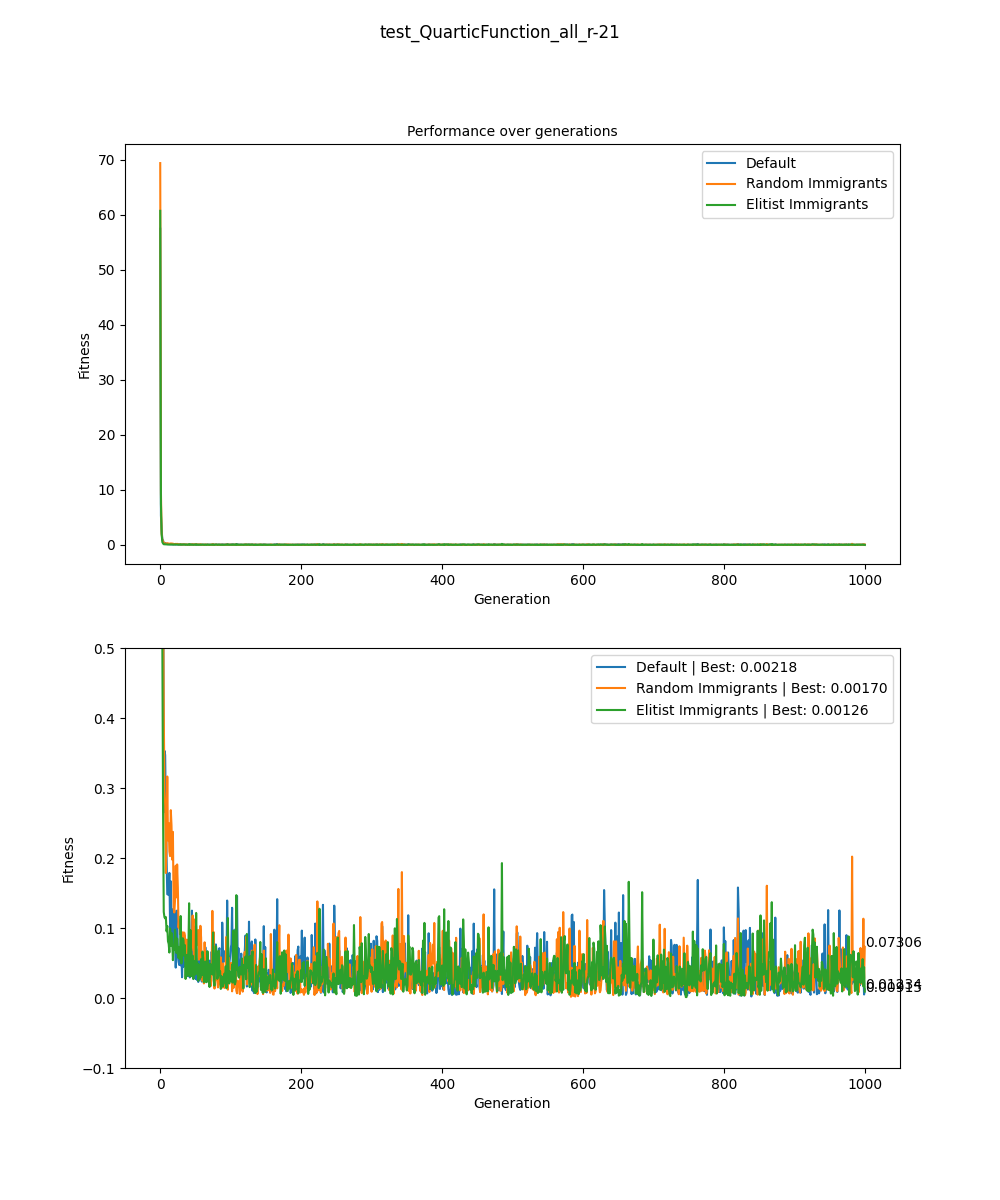 test_QuarticFunction_all_r-21
Performance over generations
70
60
50
40
30
20
10
0
Fitness
Default
Random Immigrants
Elitist Immigrants
0 200 400 600 800 1000
Generation
0.5
0.4
0.3
0.2
0.1
0.0
−0.1
Fitness
Default | Best: 0.00218
Random Immigrants | Best: 0.00170
Elitist Immigrants | Best: 0.00126
0.07306
0 200 400 600 800 1000
Generation